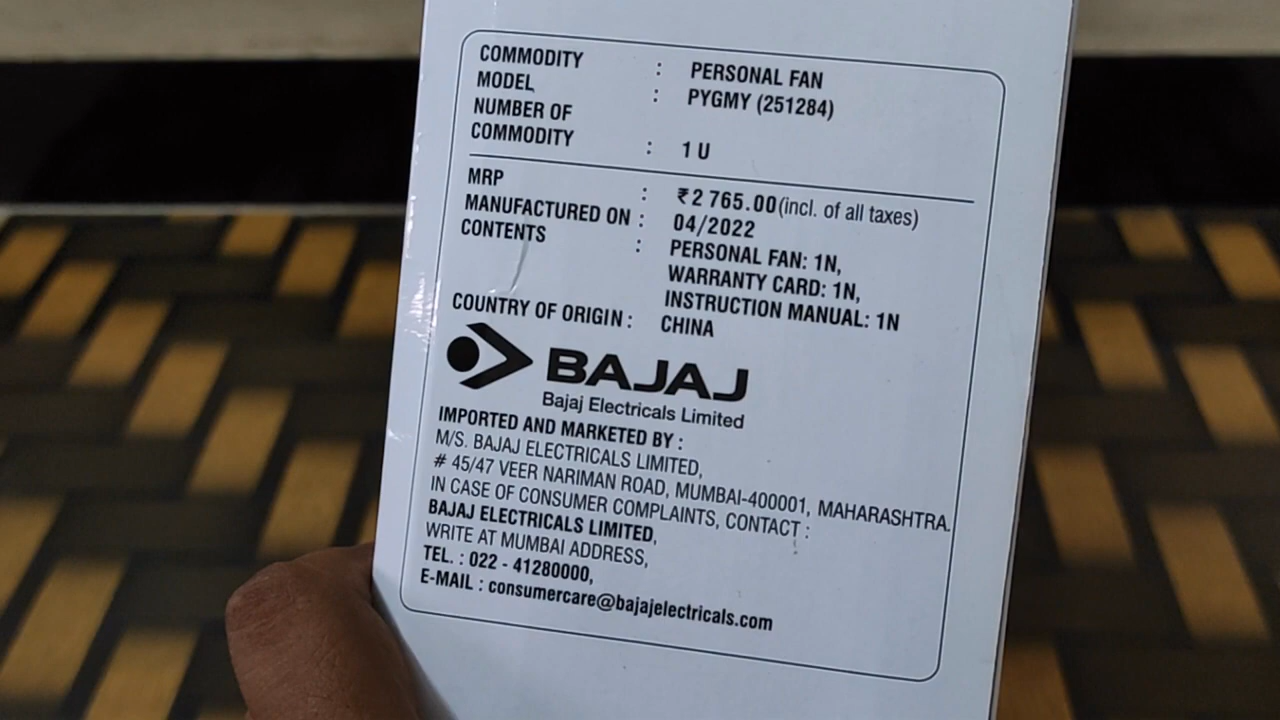 COMMODITY : PERSONAL FAN
MODEL : PYGMY (251284)
NUMBER OF
COMMODITY : 1 U
MRP : ₹2 765.00 (incl. of all taxes)
MANUFACTURED ON : 04/2022
CONTENTS : PERSONAL FAN: 1N,
WARRANTY CARD: 1N,
INSTRUCTION MANUAL: 1N
COUNTRY OF ORIGIN : CHINA
BAJAJ
Bajaj Electricals Limited
IMPORTED AND MARKETED BY :
M/S. BAJAJ ELECTRICALS LIMITED,
# 45/47 VEER NARIMAN ROAD, MUMBAI-400001, MAHARASHTRA.
IN CASE OF CONSUMER COMPLAINTS, CONTACT :
BAJAJ ELECTRICALS LIMITED,
WRITE AT MUMBAI ADDRESS,
TEL. : 022 - 41280000,
E-MAIL : consumercare@bajajelectricals.com